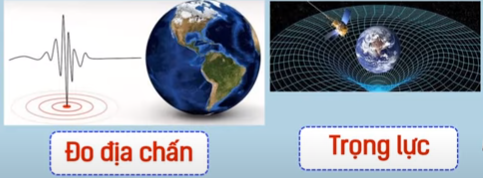 Đo địa chấn
Trọng lực